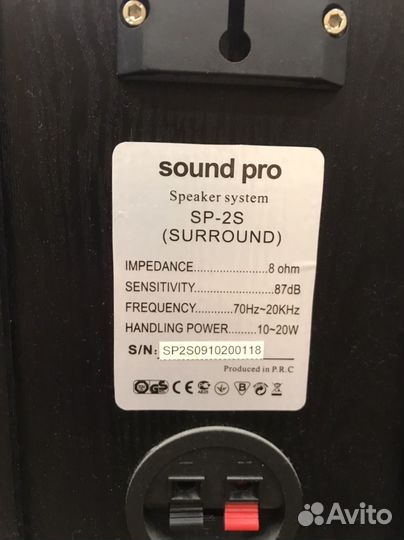 sound pro
Speaker system
SP-2S
(SURROUND)
IMPEDANCE....................8 ohm
SENSITIVITY.....................87dB
FREQUENCY...........70Hz~20KHz
HANDLING POWER........10~20W
S/N: SP2S0910200118
Produced in P.R.C
Avito